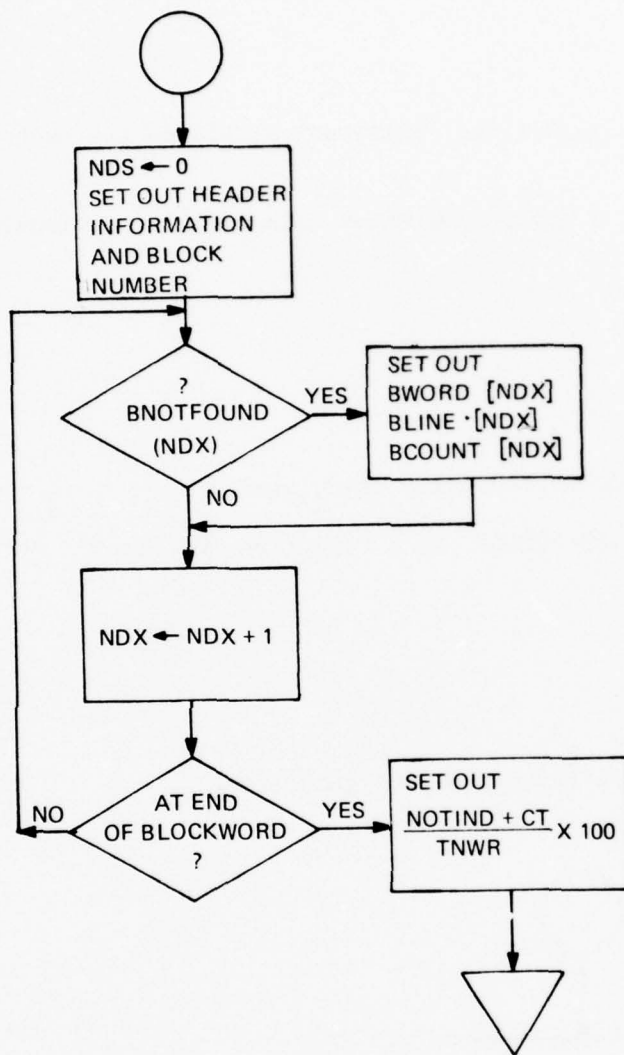 NDS ← 0
SET OUT HEADER
INFORMATION
AND BLOCK
NUMBER
?
BNOTFOUND
(NDX)
YES
SET OUT
BWORD [NDX]
BLINE · [NDX]
BCOUNT [NDX]
NO
NDX ← NDX + 1
AT END
OF BLOCKWORD
?
NO
YES
SET OUT
NOTIND + CT
X 100
TNWR